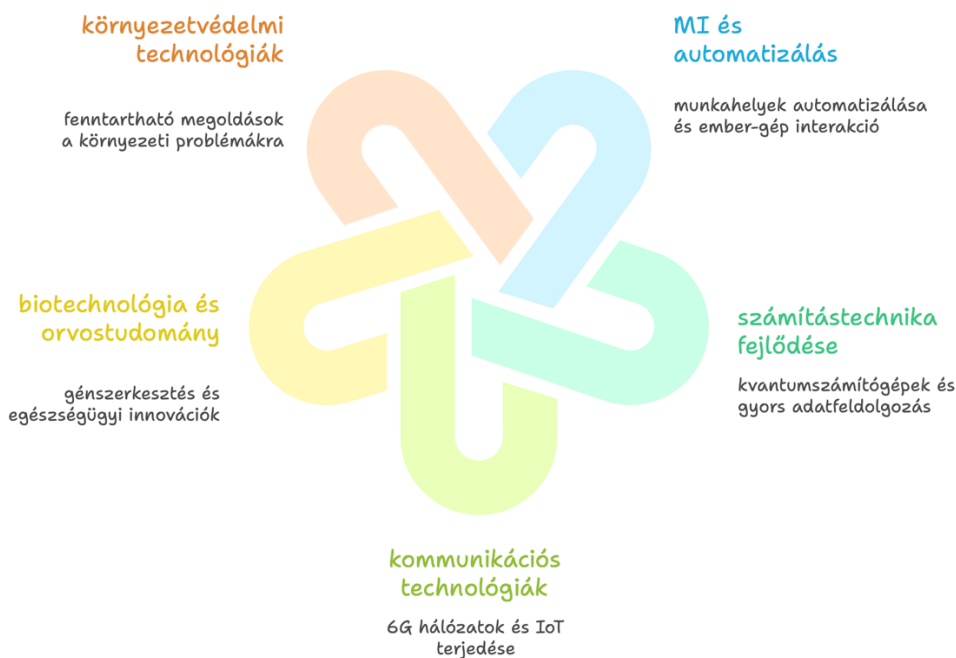 környezetvédelmi
technológiák
fenntartható megoldások
a környezeti problémákra
MI és
automatizálás
munkahelyek automatizálása
és ember-gép interakció
biotechnológia és
orvostudomány
génszerkesztés és
egészségügyi innovációk
számítástechnika
fejlődése
kvantumszámítógépek és
gyors adatfeldolgozás
kommunikációs
technológiák
6G hálózatok és IoT
terjedése